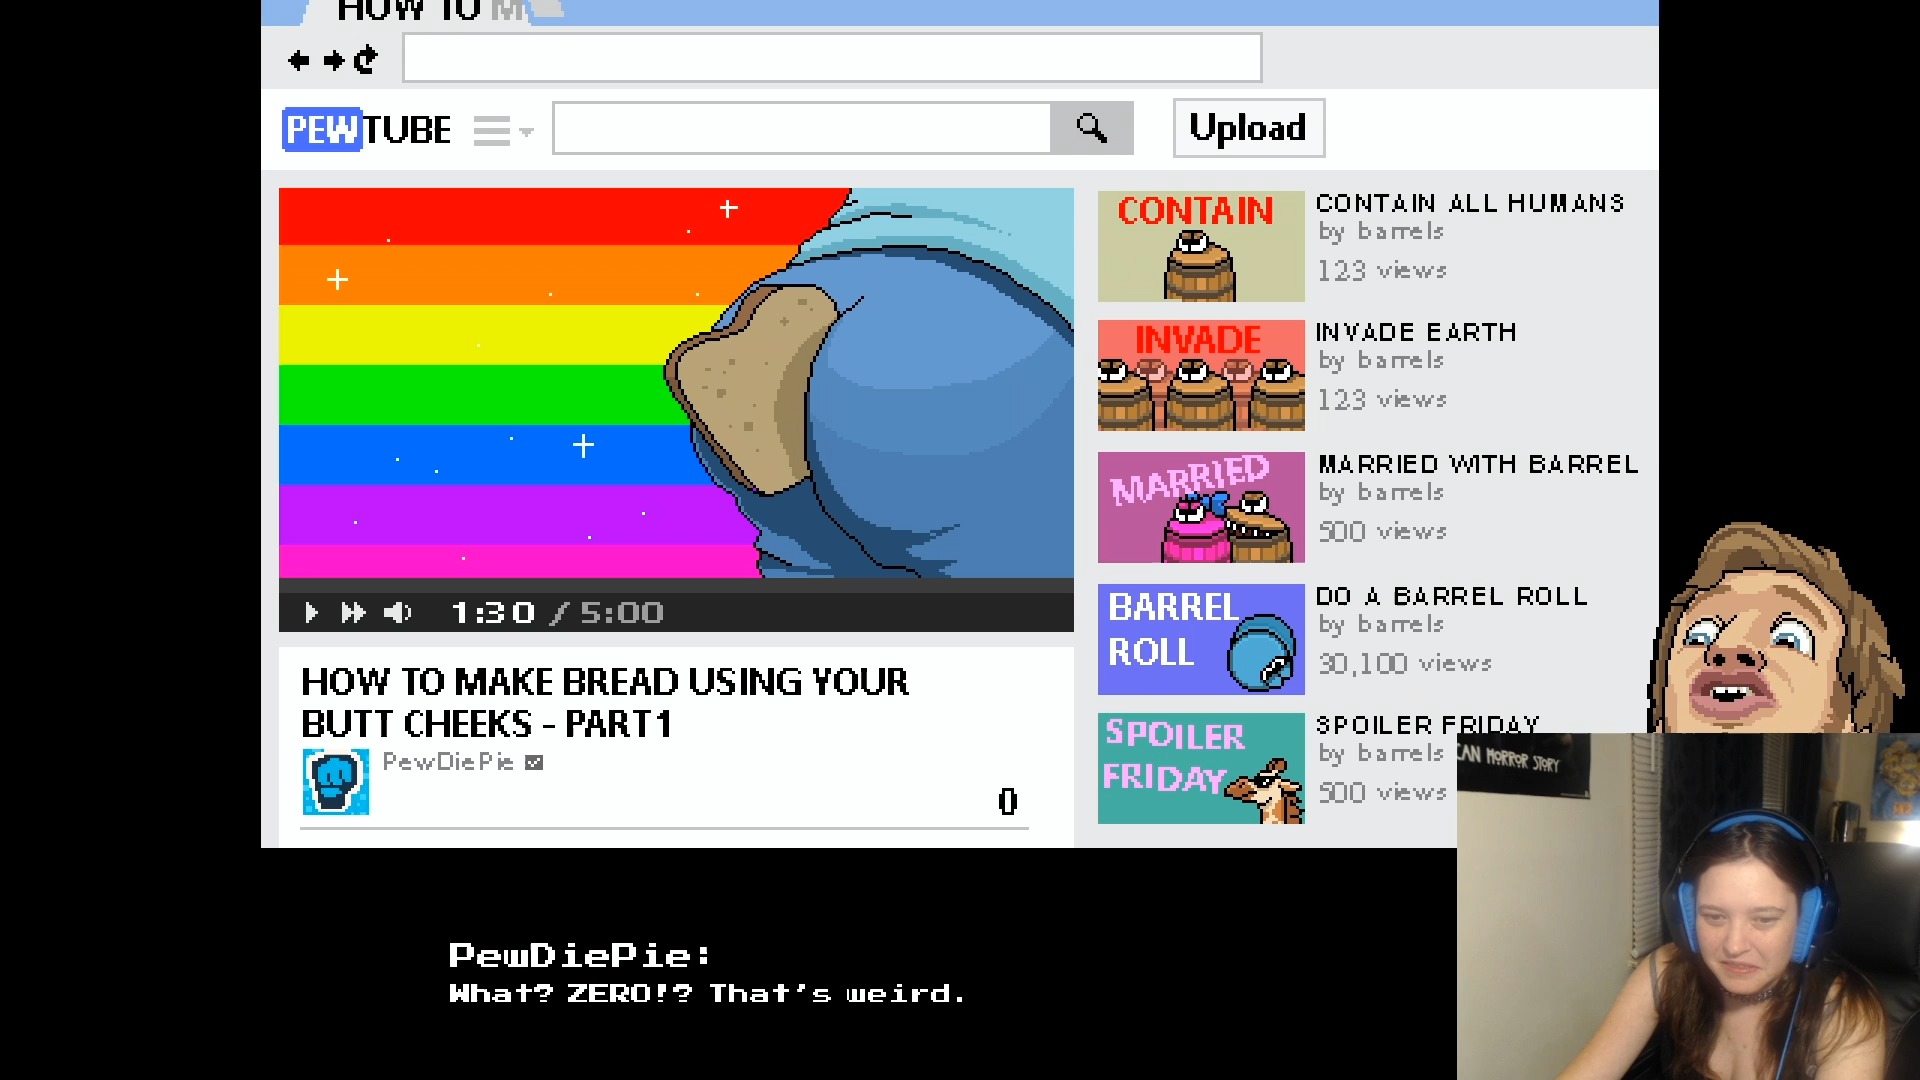 HOW TO M
PEWTUBE
Upload
CONTAIN
CONTAIN ALL HUMANS
by barrels
123 views
INVADE
INVADE EARTH
by barrels
123 views
MARRIED
MARRIED WITH BARREL
by barrels
500 views
BARREL
ROLL
DO A BARREL ROLL
by barrels
30,100 views
SPOILER
FRIDAY
SPOILER FRIDAY
by barrels
500 views
1:30 / 5:00
HOW TO MAKE BREAD USING YOUR
BUTT CHEEKS - PART 1
PewDiePie
0
CAN HORROR STORY
PewDiePie:
What? ZERO!? That's weird.